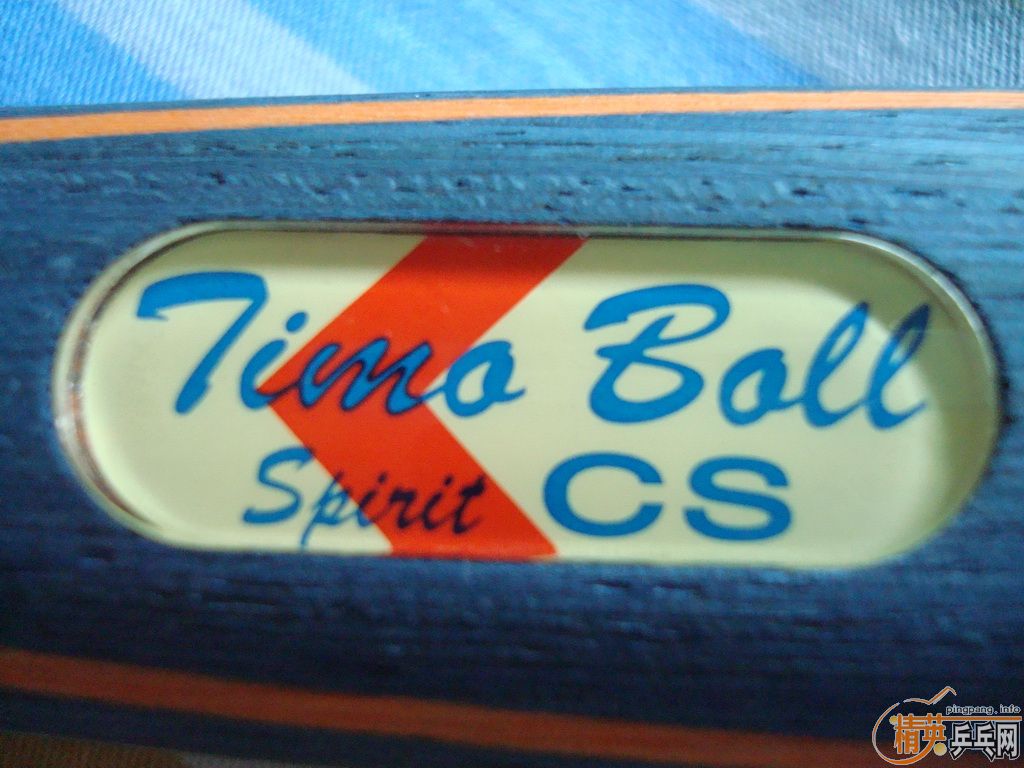 Timo Boll
Spirit CS
pingpang.info
精英乒乓网